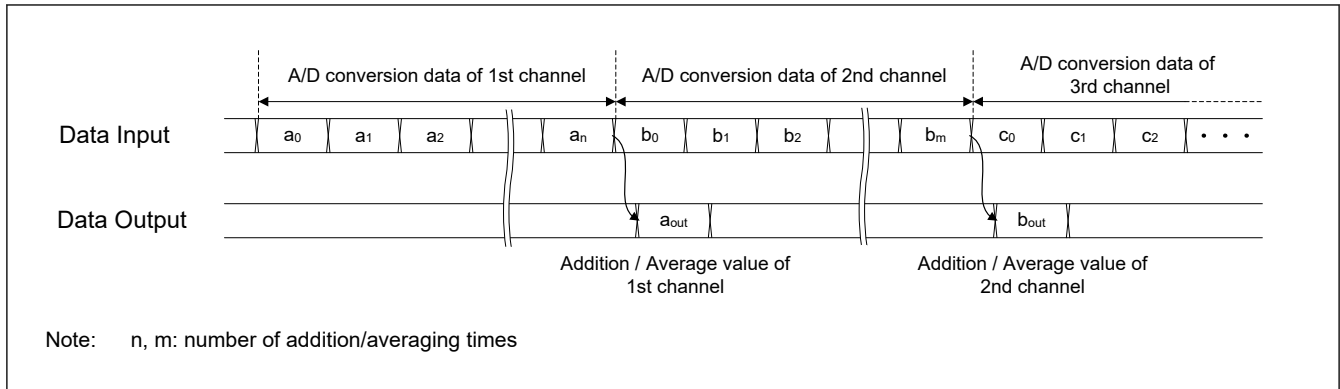 A/D conversion data of 1st channel
A/D conversion data of 2nd channel
A/D conversion data of
3rd channel
Data Input
a0
a1
a2
an
b0
b1
b2
bm
c0
c1
c2
• • •
Data Output
aout
bout
Addition / Average value of
1st channel
Addition / Average value of
2nd channel
Note: n, m: number of addition/averaging times